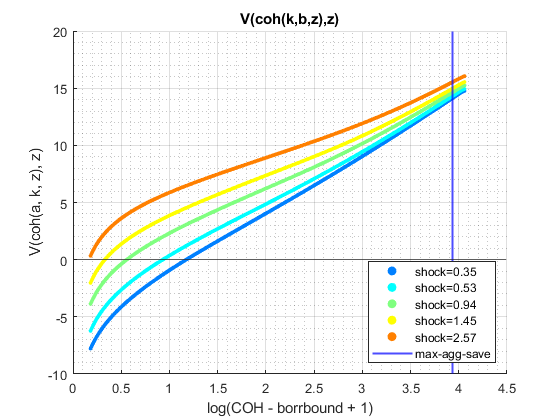 V(coh(k,b,z),z)
V(coh(a, k, z), z)
20
15
10
5
0
-5
-10
0
0.5
1
1.5
2
2.5
3
3.5
4
4.5
log(COH - borrbound + 1)
shock=0.35
shock=0.53
shock=0.94
shock=1.45
shock=2.57
max-agg-save